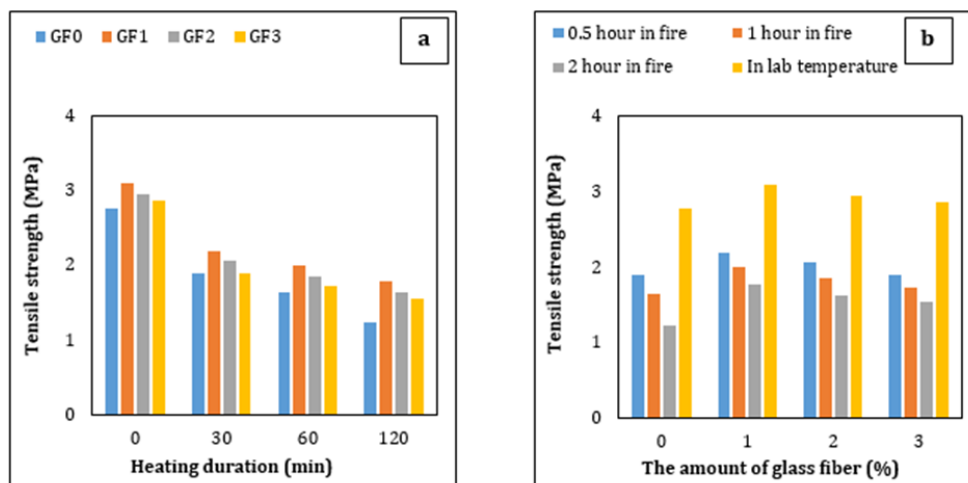 GF0 GF1 GF2 GF3
a
Tensile strength (MPa)
4
3
2
1
0
0 30 60 120
Heating duration (min)
0.5 hour in fire 1 hour in fire
2 hour in fire In lab temperature
b
Tensile strength (MPa)
4
3
2
1
0
0 1 2 3
The amount of glass fiber (%)